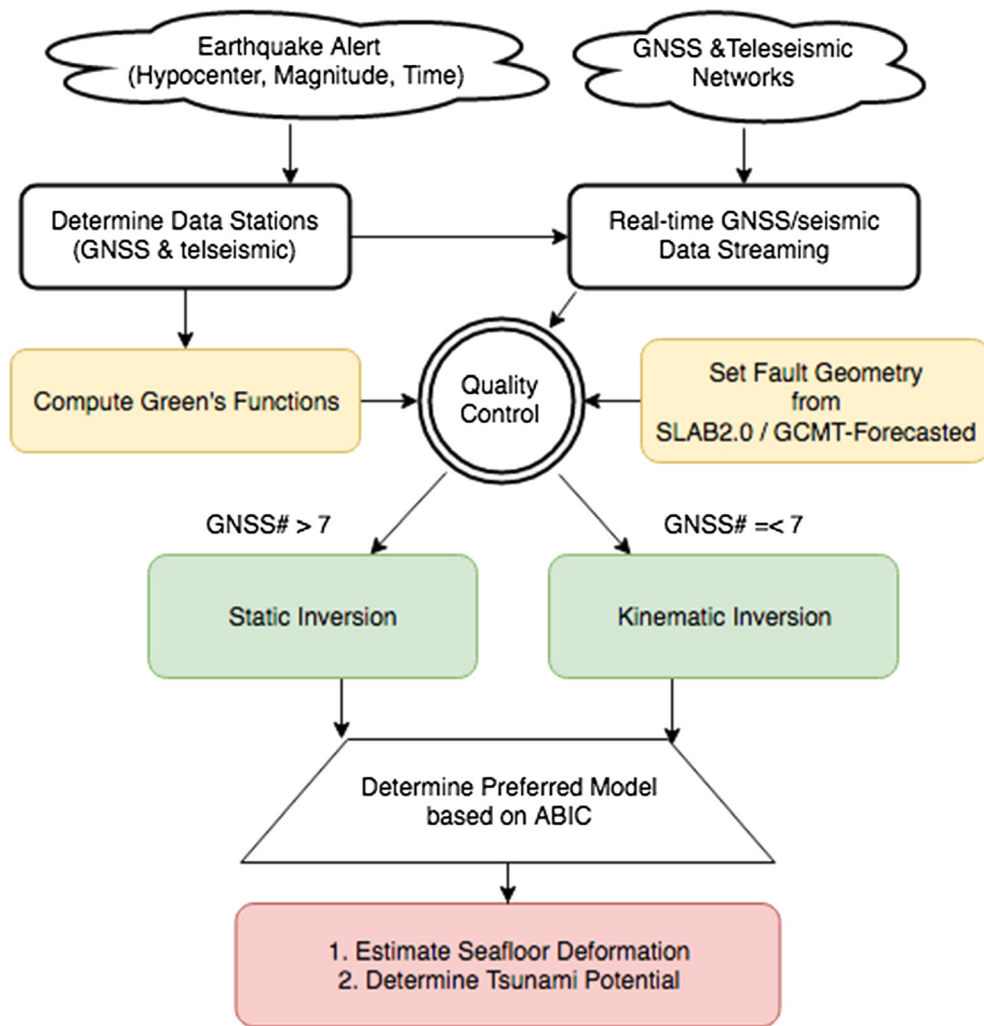 Earthquake Alert
(Hypocenter, Magnitude, Time)
GNSS &Teleseismic
Networks
Determine Data Stations
(GNSS & telseismic)
Real-time GNSS/seismic
Data Streaming
Compute Green's Functions
Quality
Control
Set Fault Geometry
from
SLAB2.0 / GCMT-Forecasted
GNSS# > 7
GNSS# =< 7
Static Inversion
Kinematic Inversion
Determine Preferred Model
based on ABIC
1. Estimate Seafloor Deformation
2. Determine Tsunami Potential